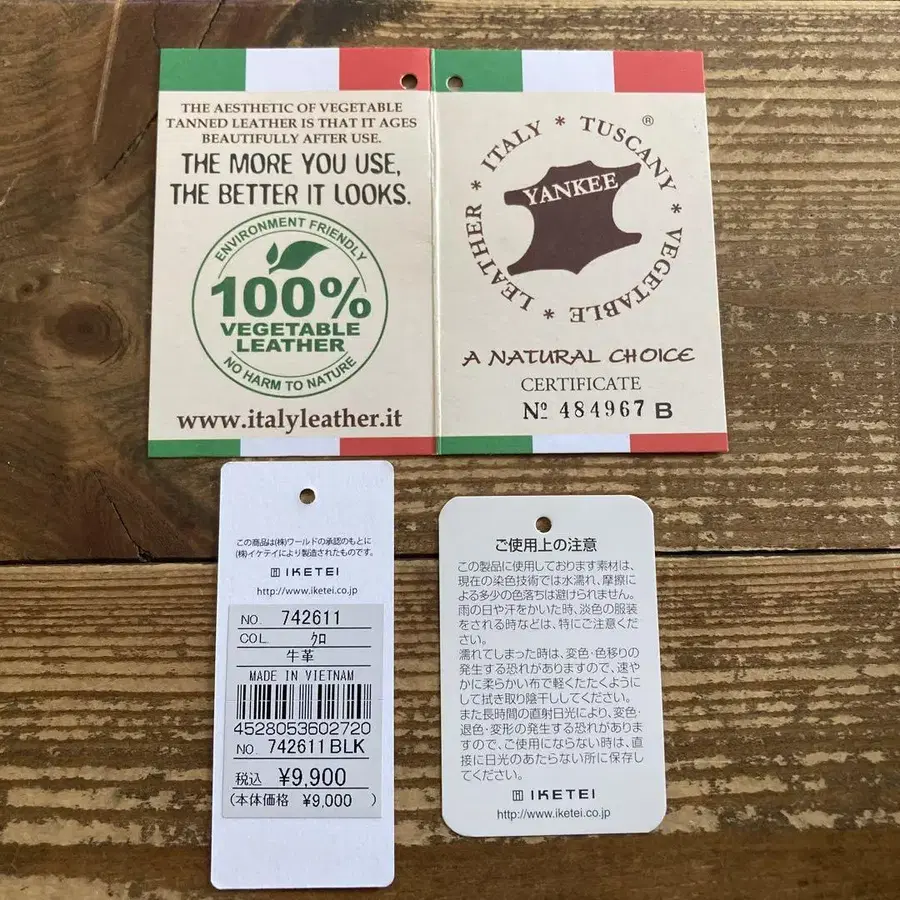 THE AESTHETIC OF VEGETABLE
TANNED LEATHER IS THAT IT AGES
BEAUTIFULLY AFTER USE.
THE MORE YOU USE,
THE BETTER IT LOOKS.
ENVIRONMENT FRIENDLY
100%
VEGETABLE
LEATHER
NO HARM TO NATURE
www.italyleather.it
LEATHER * ITALY * TUSCANY * VEGETABLE *
®
YANKEE
A NATURAL CHOICE
CERTIFICATE
Nº 484967 B
この商品は(株)ワールドの承認のもとに
(株)イケテイにより製造されたものです。
IKETEI
http://www.iketei.co.jp
NO. 742611
COL. クロ
牛革
MADE IN VIETNAM
4528053602720
NO. 742611 BLK
税込 ¥9,900
(本体価格 ¥9,000 )
ご使用上の注意
この製品に使用しております素材は、
現在の染色技術では水濡れ、摩擦に
よる多少の色落ちは避けられません。
雨の日や汗をかいた時、淡色の服装
をされる時などは、特にご注意くだ
さい。
濡れてしまった時は、変色・色移りの
発生する恐れがありますので、速や
かに柔らかい布で軽くたたくように
して拭き取り陰干ししてください。
また長時間の直射日光により、変色・
退色・変形の発生する恐れがありま
すので、ご使用にならない時は、直
接に日光のあたらない所に保存し
てください。
IKETEI
http://www.iketei.co.jp